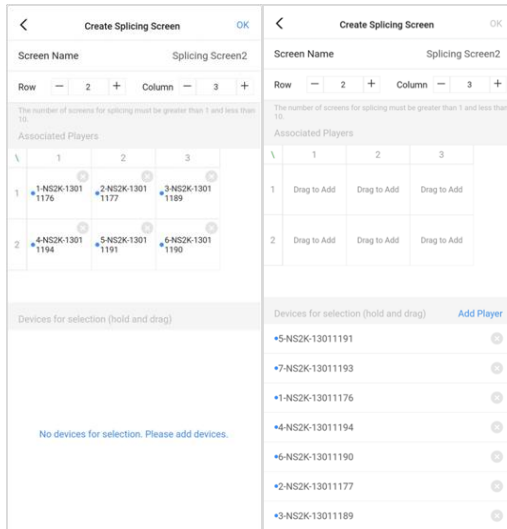 Create Splicing Screen
OK
Screen Name
Splicing Screen2
Row — 2 + Column — 3 +
The number of screens for splicing must be greater than 1 and less than
10.
Associated Players
\ 1 2 3
1
1-NS2K-1301
1176
2-NS2K-1301
1177
3-NS2K-1301
1189
2
4-NS2K-1301
1194
5-NS2K-1301
1191
6-NS2K-1301
1190
Devices for selection (hold and drag)
No devices for selection. Please add devices.
Create Splicing Screen
OK
Screen Name
Splicing Screen2
Row — 2 + Column — 3 +
The number of screens for splicing must be greater than 1 and less than
10.
Associated Players
\ 1 2 3
1 Drag to Add Drag to Add Drag to Add
2 Drag to Add Drag to Add Drag to Add
Devices for selection (hold and drag)
Add Player
5-NS2K-13011191
7-NS2K-13011193
1-NS2K-13011176
4-NS2K-13011194
6-NS2K-13011190
2-NS2K-13011177
3-NS2K-13011189